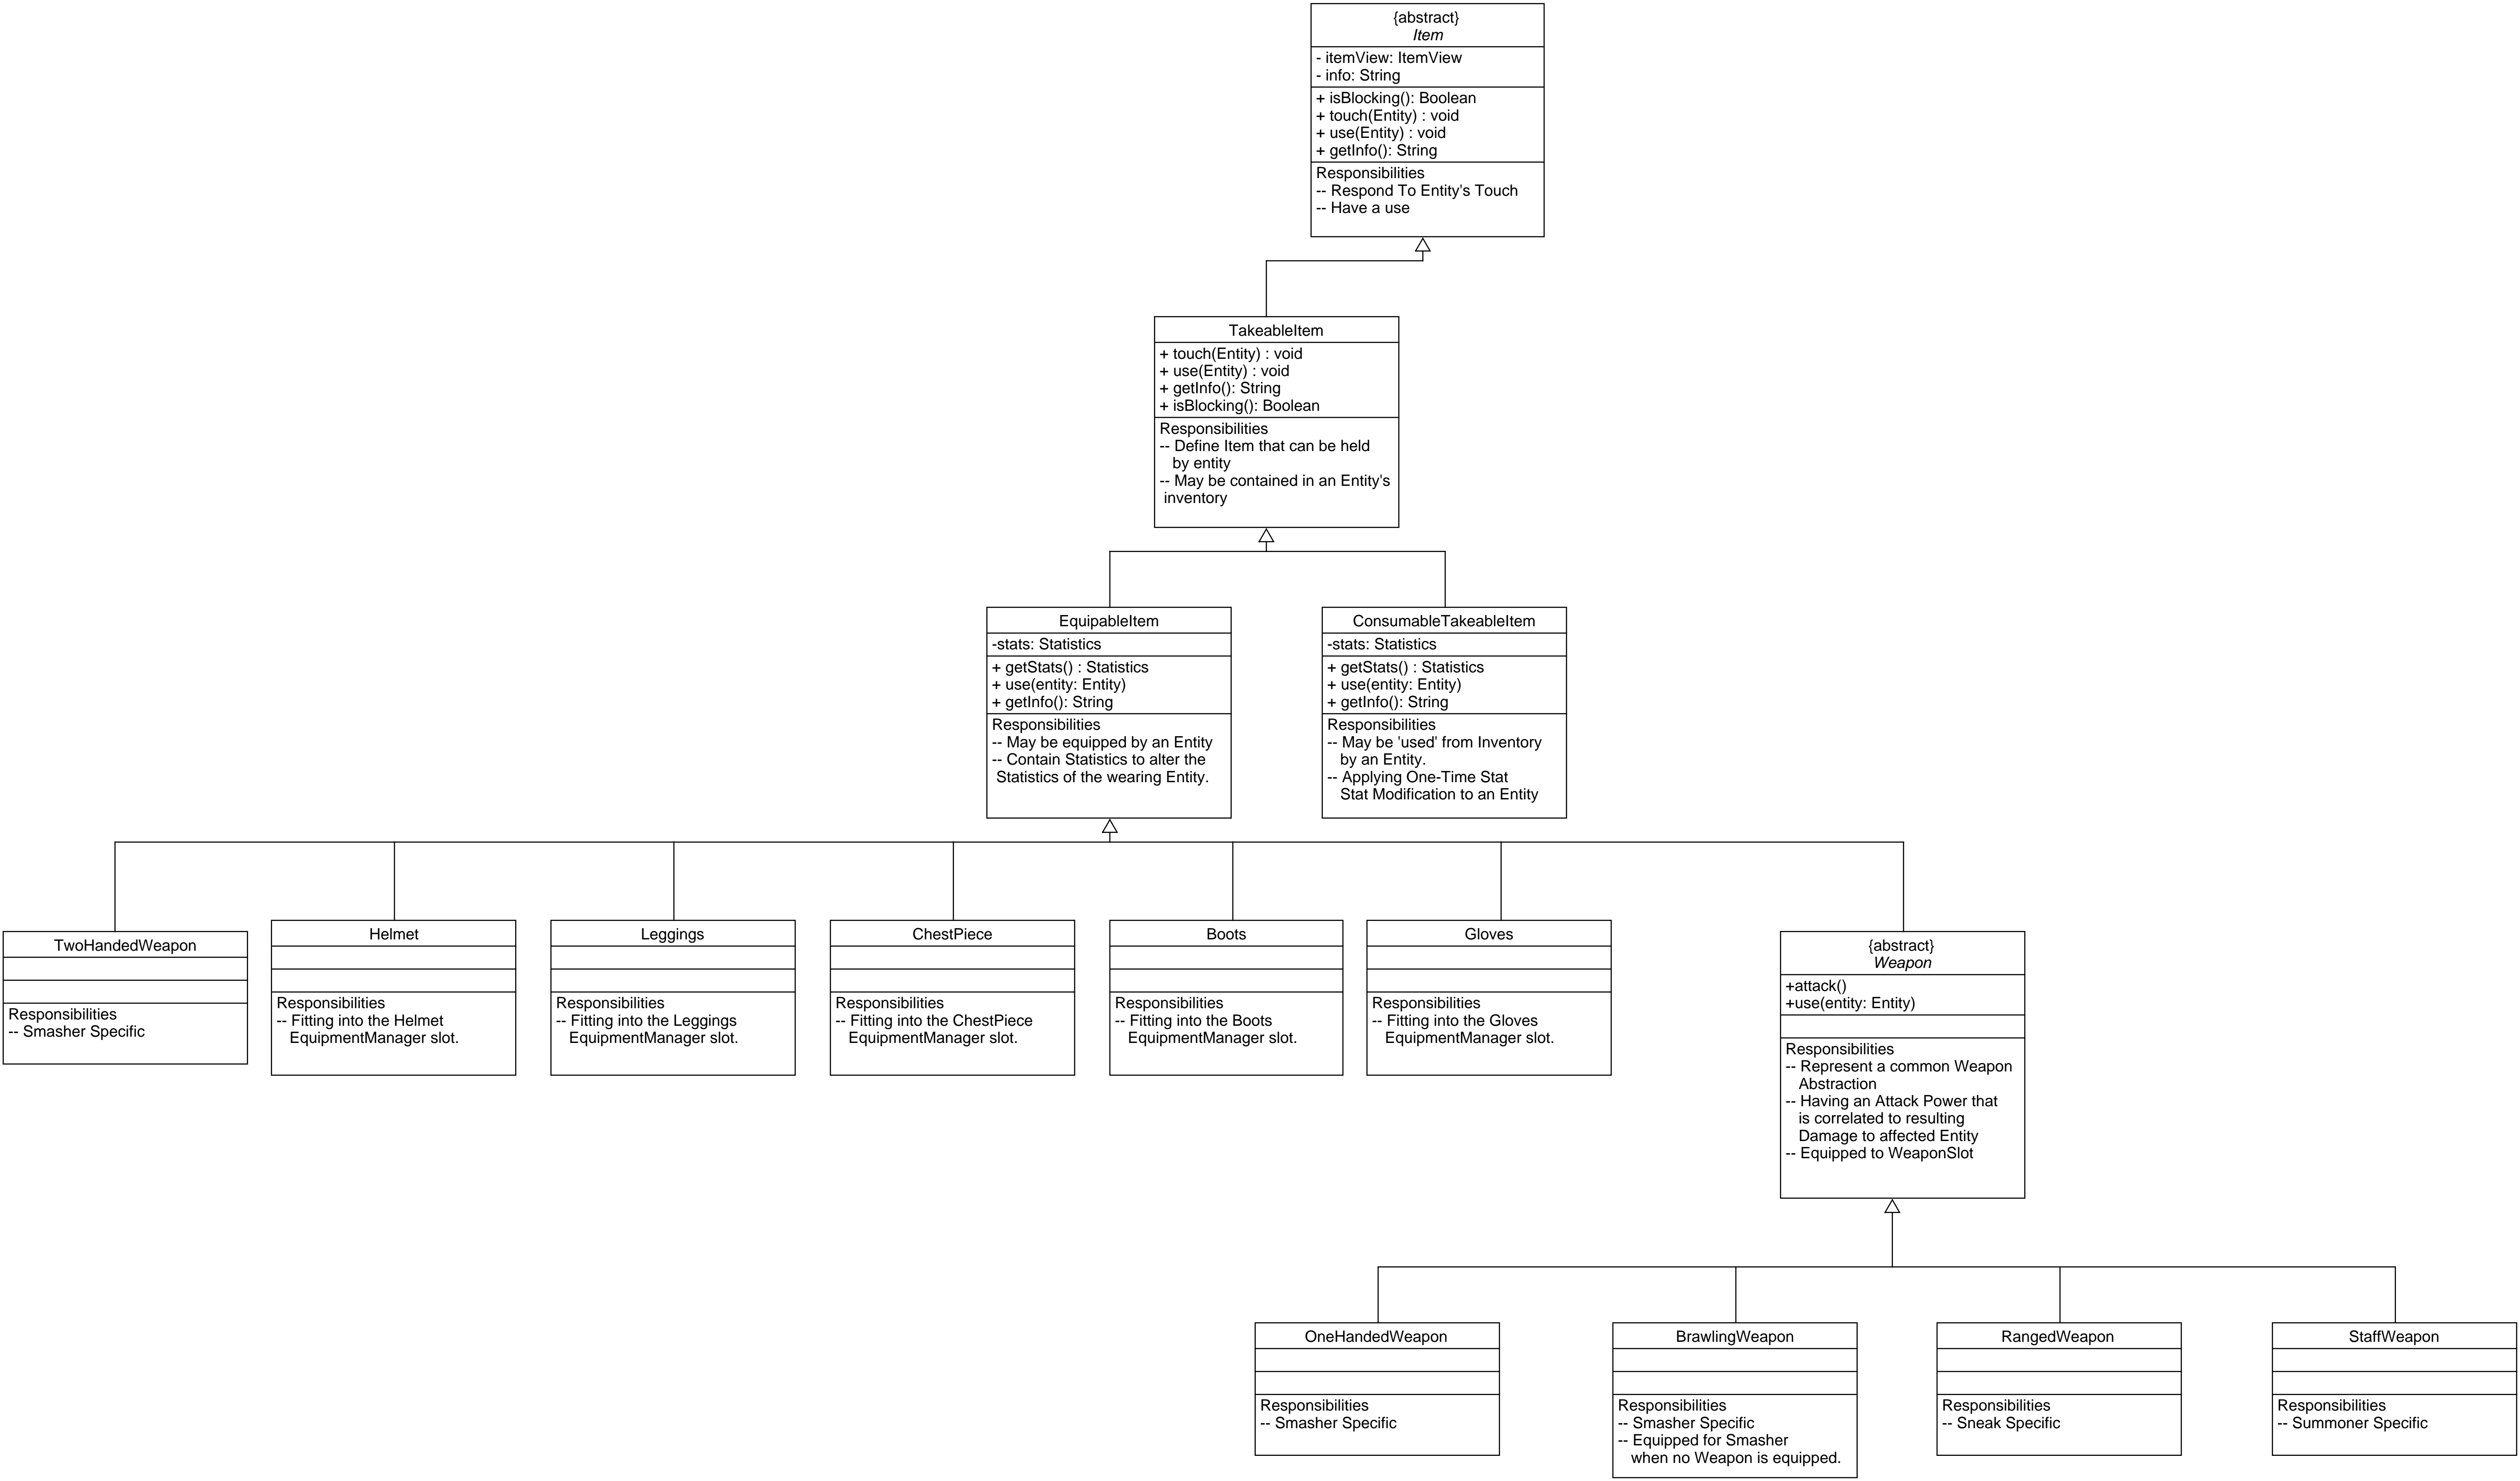 {abstract}
Item
- itemView: ItemView
- info: String
+ isBlocking(): Boolean
+ touch(Entity) : void
+ use(Entity) : void
+ getInfo(): String
Responsibilities
-- Respond To Entity's Touch
-- Have a use
TakeableItem
+ touch(Entity) : void
+ use(Entity) : void
+ getInfo(): String
+ isBlocking(): Boolean
Responsibilities
-- Define Item that can be held
by entity
-- May be contained in an Entity's
inventory
EquipableItem
-stats: Statistics
+ getStats() : Statistics
+ use(entity: Entity)
+ getInfo(): String
Responsibilities
-- May be equipped by an Entity
-- Contain Statistics to alter the
Statistics of the wearing Entity.
ConsumableTakeableItem
-stats: Statistics
+ getStats() : Statistics
+ use(entity: Entity)
+ getInfo(): String
Responsibilities
-- May be 'used' from Inventory
by an Entity.
-- Applying One-Time Stat
Stat Modification to an Entity
TwoHandedWeapon
Responsibilities
-- Smasher Specific
Helmet
Responsibilities
-- Fitting into the Helmet
EquipmentManager slot.
Leggings
Responsibilities
-- Fitting into the Leggings
EquipmentManager slot.
ChestPiece
Responsibilities
-- Fitting into the ChestPiece
EquipmentManager slot.
Boots
Responsibilities
-- Fitting into the Boots
EquipmentManager slot.
Gloves
Responsibilities
-- Fitting into the Gloves
EquipmentManager slot.
{abstract}
Weapon
+attack()
+use(entity: Entity)
Responsibilities
-- Represent a common Weapon
Abstraction
-- Having an Attack Power that
is correlated to resulting
Damage to affected Entity
-- Equipped to WeaponSlot
OneHandedWeapon
Responsibilities
-- Smasher Specific
BrawlingWeapon
Responsibilities
-- Smasher Specific
-- Equipped for Smasher
when no Weapon is equipped.
RangedWeapon
Responsibilities
-- Sneak Specific
StaffWeapon
Responsibilities
-- Summoner Specific